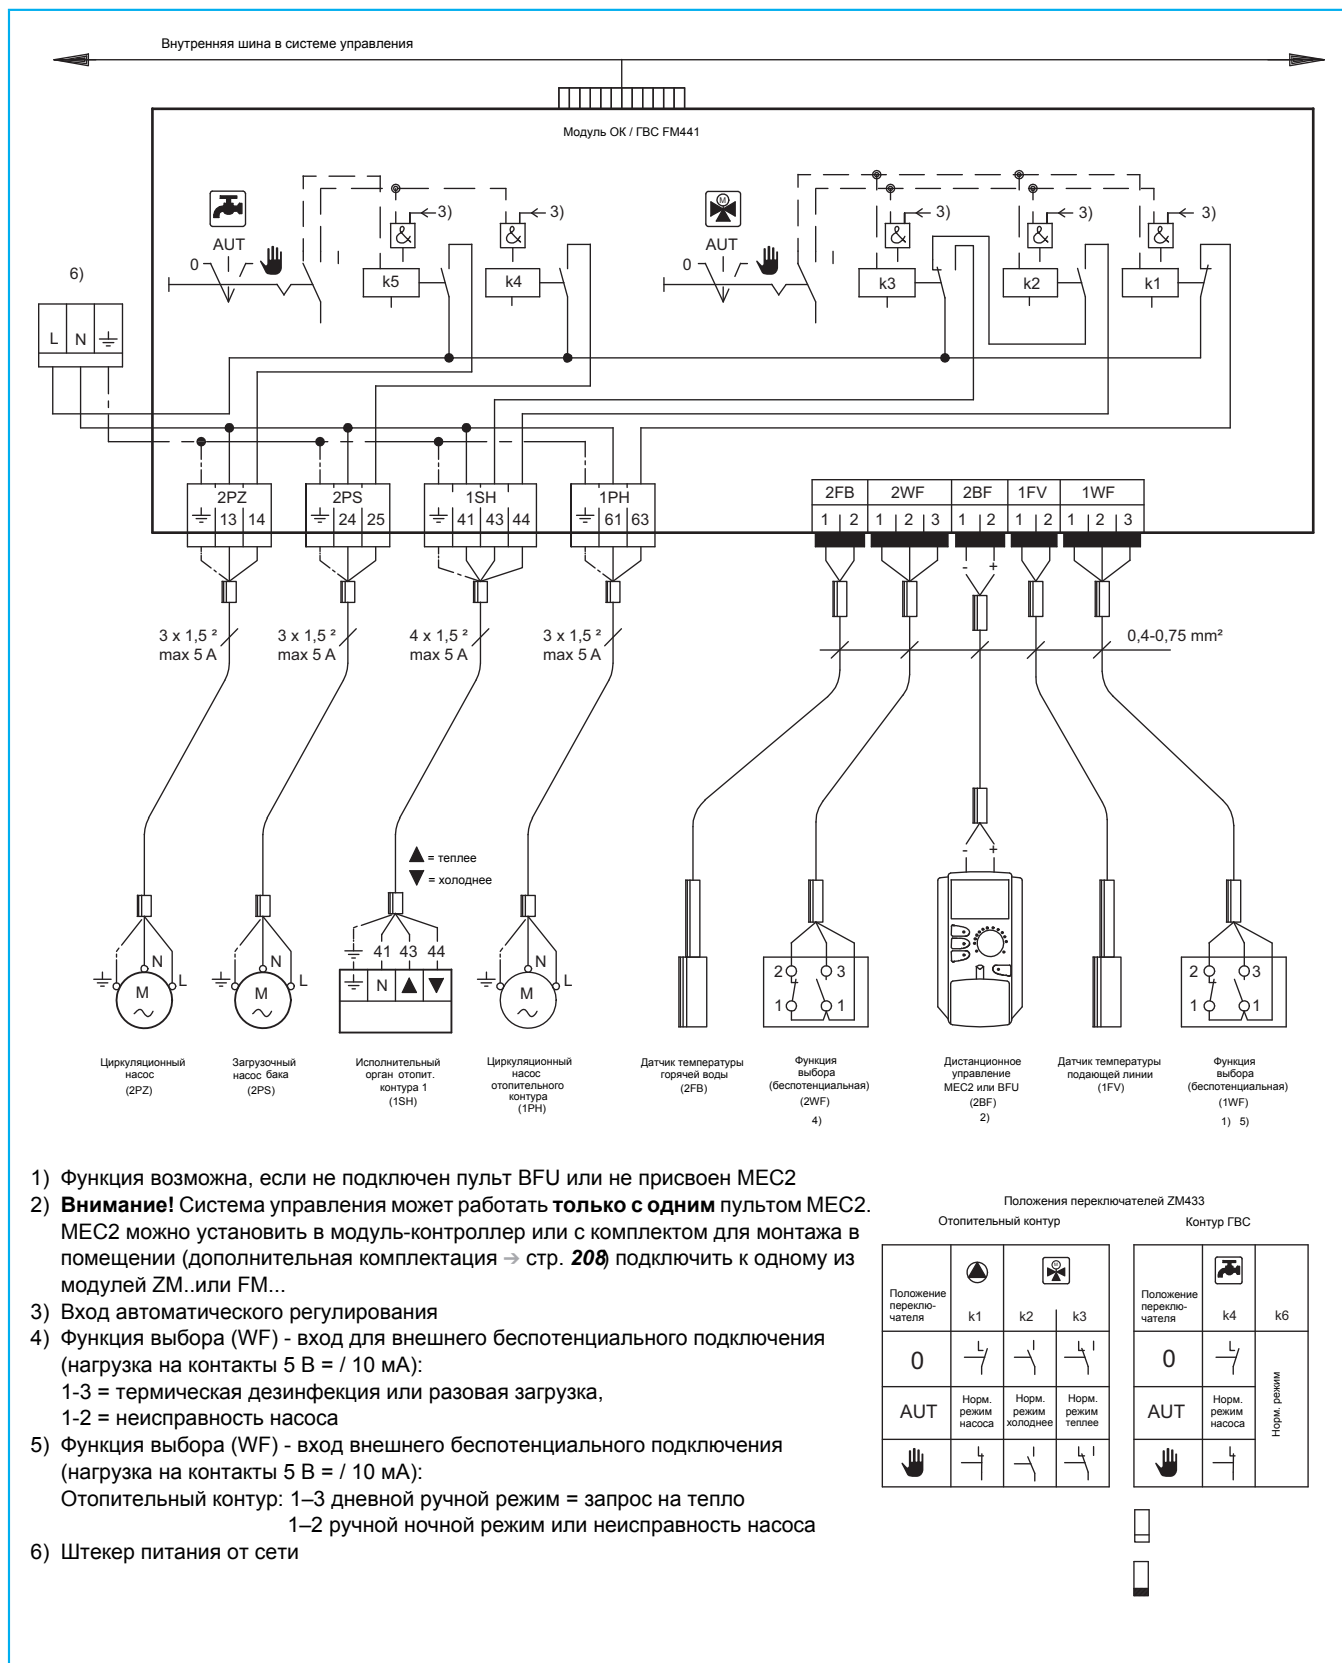 Внутренняя шина в системе управления
Модуль ОК / ГВС FM441
M
AUT
AUT
0
0
3)
3)
3)
3)
3)
&
&
&
&
&
k5
k4
k3
k2
k1
6)
L N
2PZ
13 14
2PS
24 25
1SH
41 43 44
1PH
61 63
2FB
1 2
2WF
1 2 3
2BF
1 2
1FV
1 2
1WF
1 2 3
- +
3 x 1,5 ²
max 5 A
3 x 1,5 ²
max 5 A
4 x 1,5 ²
max 5 A
3 x 1,5 ²
max 5 A
0,4-0,75 mm²
= теплее
= холоднее
- +
N
L
M
N
L
M
41 43 44
N
N
L
M
2 3
1 1
2 3
1 1
Циркуляционный
насос
(2PZ)
Загрузочный
насос бака
(2PS)
Исполнительный
орган отопит.
контура 1
(1SH)
Циркуляционный
насос
отопительного
контура
(1PH)
Датчик температуры
горячей воды
(2FB)
Функция
выбора
(беспотенциальная)
(2WF)
4)
Дистанционное
управление
MEC2 или BFU
(2BF)
2)
Датчик температуры
подающей линии
(1FV)
Функция
выбора
(беспотенциальная)
(1WF)
1) 5)
1) Функция возможна, если не подключен пульт BFU или не присвоен MEC2
2) Внимание! Система управления может работать только с одним пультом MEC2.
MEC2 можно установить в модуль-контроллер или с комплектом для монтажа в
помещении (дополнительная комплектация → стр. 208) подключить к одному из
модулей ZM..или FM...
3) Вход автоматического регулирования
4) Функция выбора (WF) - вход для внешнего беспотенциального подключения
(нагрузка на контакты 5 В = / 10 мА):
1-3 = термическая дезинфекция или разовая загрузка,
1-2 = неисправность насоса
5) Функция выбора (WF) - вход внешнего беспотенциального подключения
(нагрузка на контакты 5 В = / 10 мА):
Отопительный контур: 1–3 дневной ручной режим = запрос на тепло
1–2 ручной ночной режим или неисправность насоса
6) Штекер питания от сети
Положения переключателей ZM433
Отопительный контур
Положение
переклю-
чателя
M
k1 k2 k3
0
AUT
Норм.
режим
насоса
Норм.
режим
холоднее
Норм.
режим
теплее
Контур ГВС
Положение
переклю-
чателя
k4 k6
0
AUT
Норм.
режим
насоса
Норм. режим